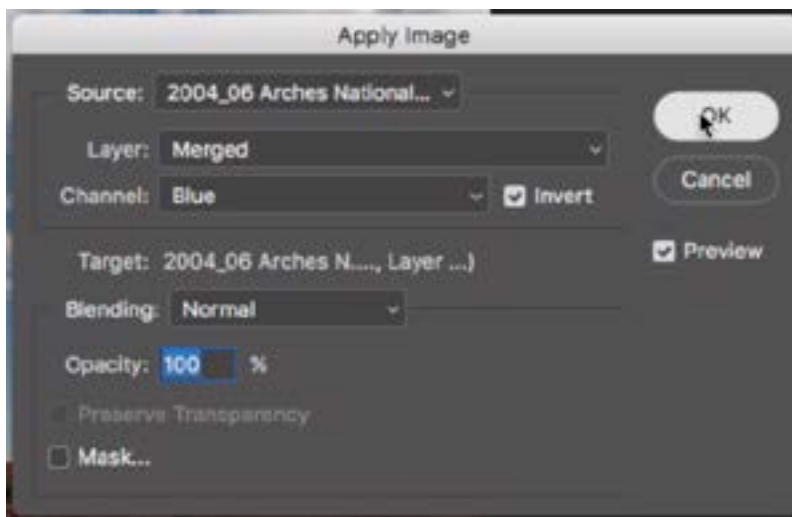 Apply Image
Source: 2004_06 Arches National...
OK
Layer: Merged
Cancel
Channel: Blue Invert
Preview
Target: 2004_06 Arches N...., Layer ...)
Blending: Normal
Opacity: 100 %
Preserve Transparency
Mask...